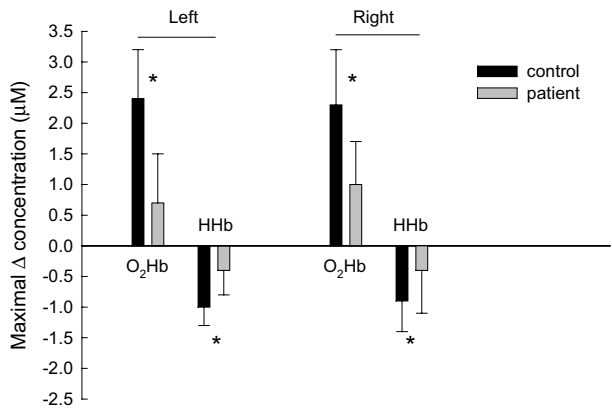 Left
Right
Maximal Δ concentration (μM)
3.5
3.0
2.5
2.0
1.5
1.0
0.5
0.0
-0.5
-1.0
-1.5
-2.0
-2.5
*
*
control
patient
HHb
HHb
O₂Hb
O₂Hb
*
*